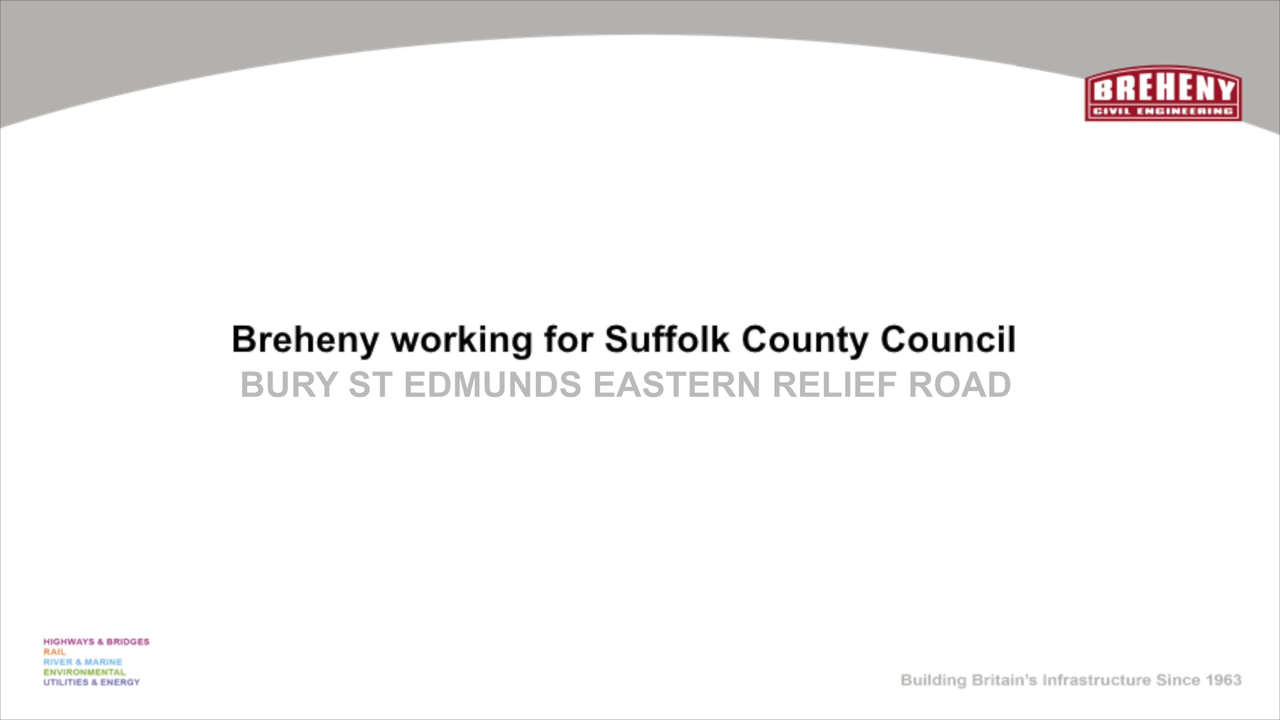 BREHENY
CIVIL ENGINEERING
Breheny working for Suffolk County Council
BURY ST EDMUNDS EASTERN RELIEF ROAD
HIGHWAYS & BRIDGES
RAIL
RIVER & MARINE
ENVIRONMENTAL
UTILITIES & ENERGY
Building Britain's Infrastructure Since 1963